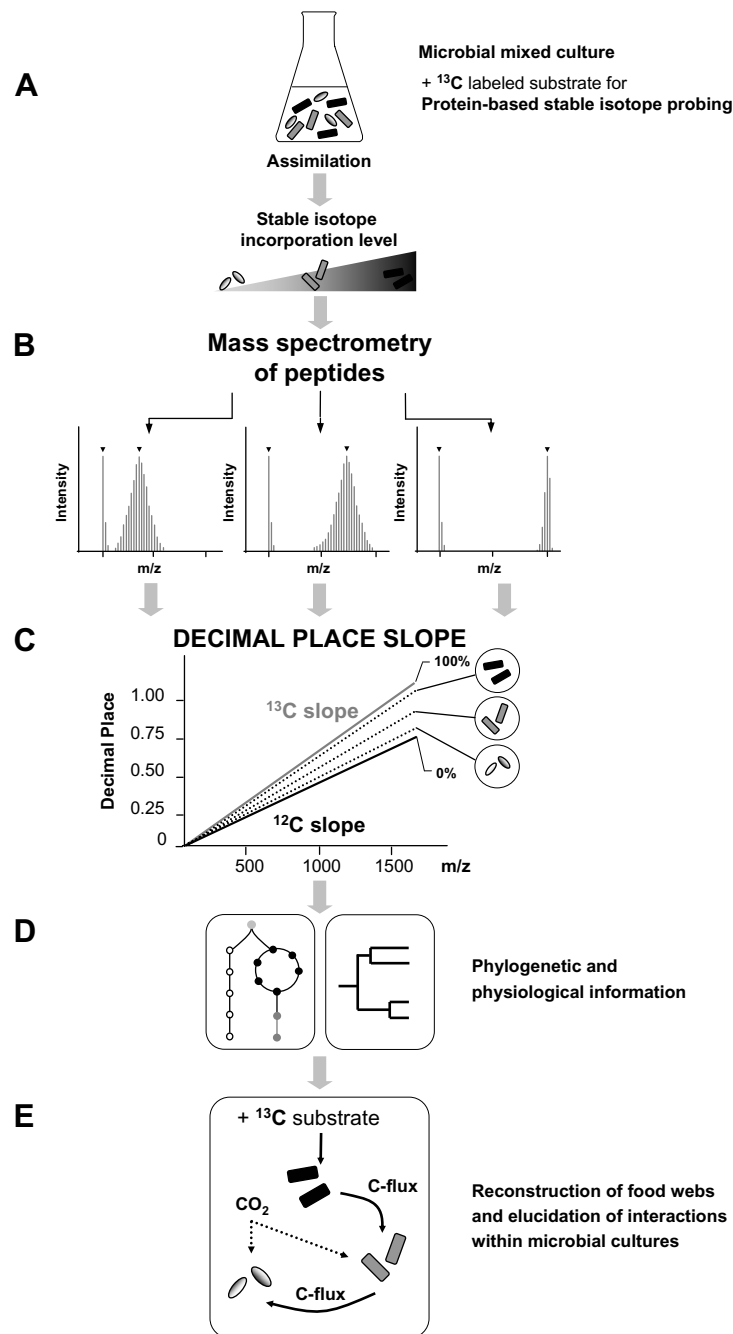 A
Microbial mixed culture
+ ¹³C labeled substrate for
Protein-based stable isotope probing
Assimilation
Stable isotope
incorporation level
B
Mass spectrometry
of peptides
Intensity
m/z
Intensity
m/z
Intensity
m/z
C
DECIMAL PLACE SLOPE
Decimal Place
1.00
0.75
0.50
0.25
0
¹³C slope
¹²C slope
100%
0%
500
1000
1500
m/z
D
Phylogenetic and
physiological information
E
+ ¹³C substrate
C-flux
CO₂
C-flux
Reconstruction of food webs
and elucidation of interactions
within microbial cultures